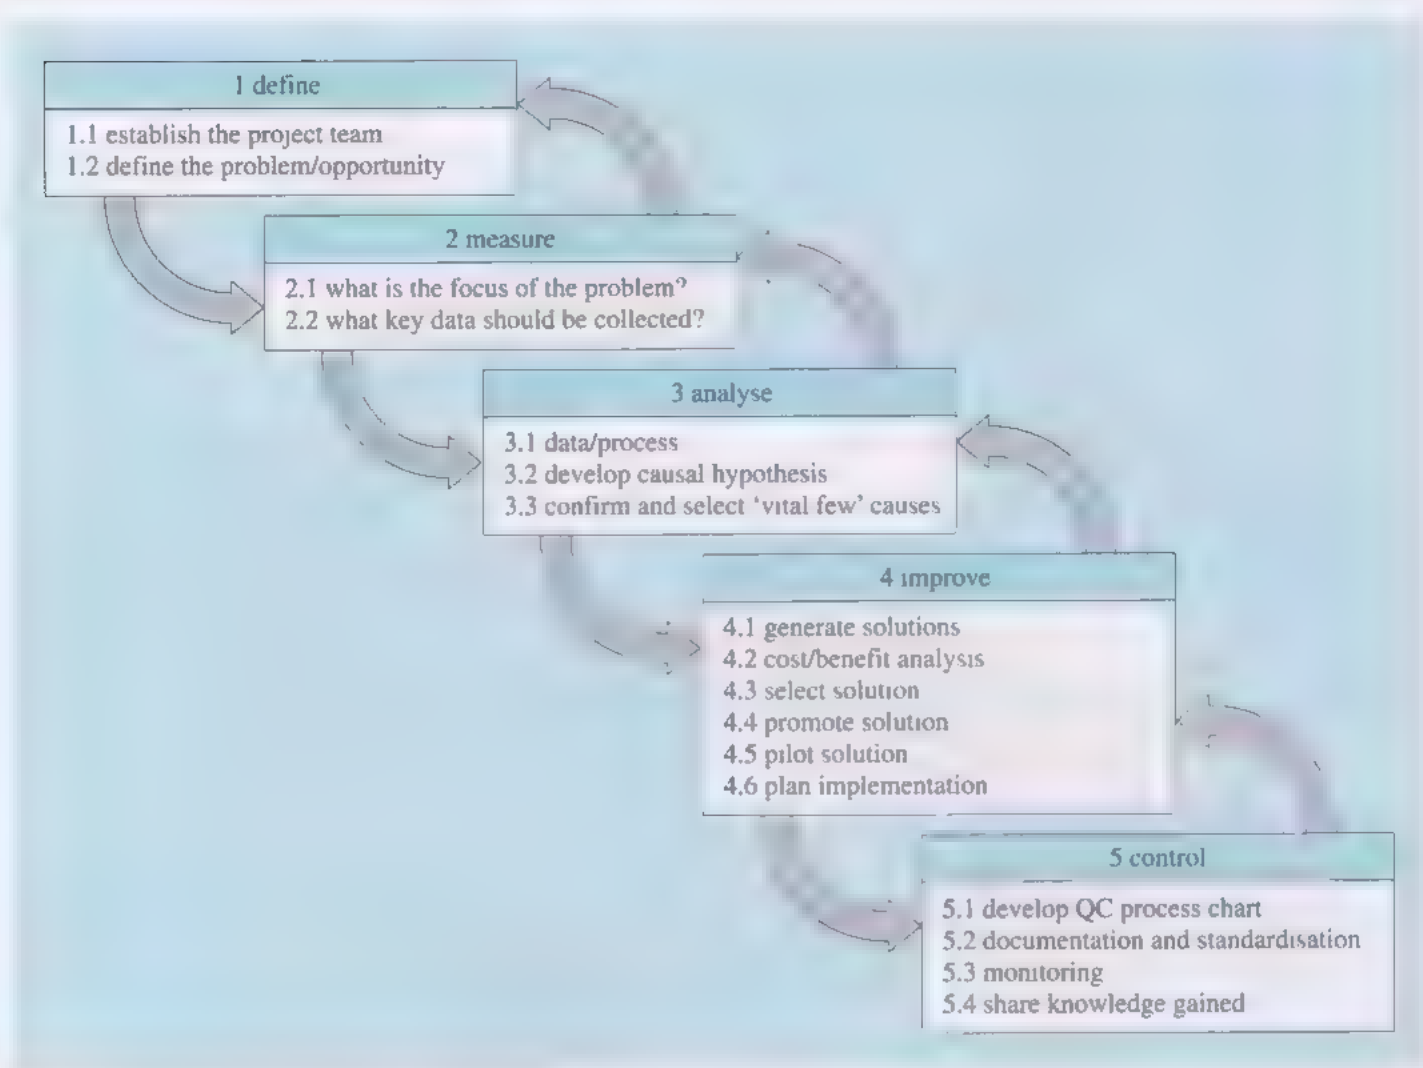 1 define
1.1 establish the project team
1.2 define the problem/opportunity
2 measure
2.1 what is the focus of the problem?
2.2 what key data should be collected?
3 analyse
3.1 data/process
3.2 develop causal hypothesis
3.3 confirm and select ‘vital few’ causes
4 improve
4.1 generate solutions
4.2 cost/benefit analysis
4.3 select solution
4.4 promote solution
4.5 pilot solution
4.6 plan implementation
5 control
5.1 develop QC process chart
5.2 documentation and standardisation
5.3 monitoring
5.4 share knowledge gained